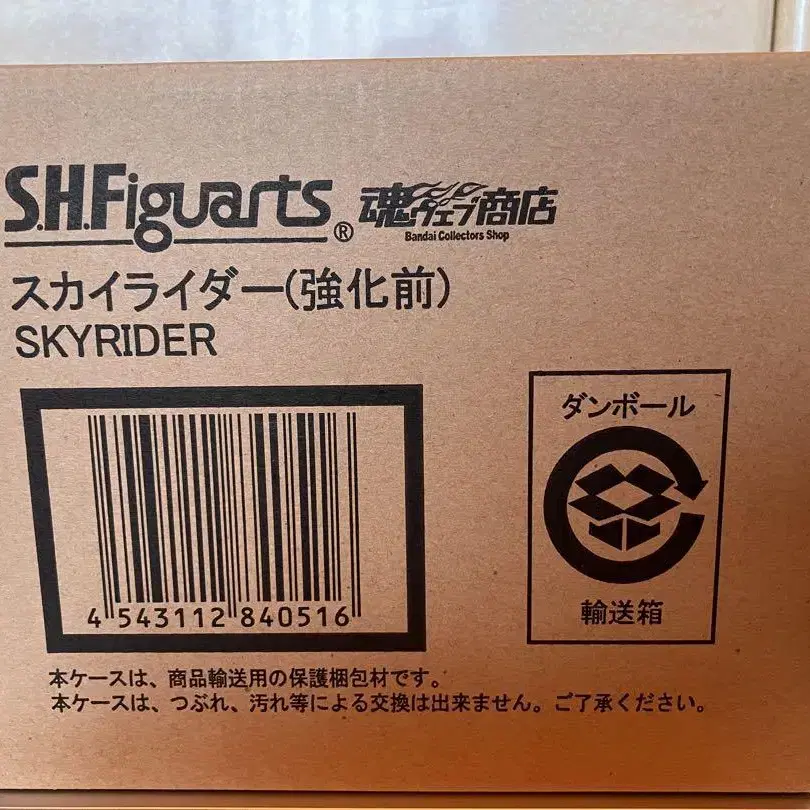 S.H.Figuarts® 魂ウェブ商店
Bandai Collectors Shop
スカイライダー(強化前)
SKYRIDER
ダンボール
輸送箱
4 543112 840516
本ケースは、商品輸送用の保護梱包材です。
本ケースは、つぶれ、汚れ等による交換は出来ません。ご了承ください。